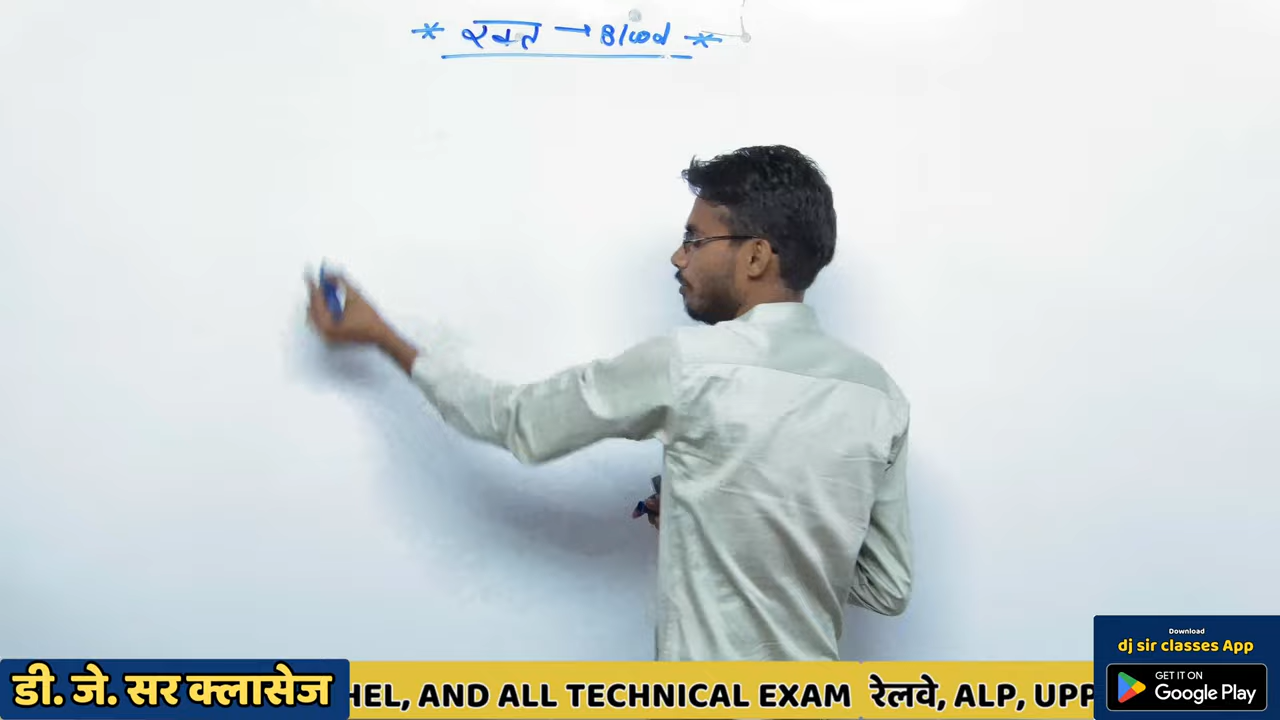 * रक्त → Blood *
डी. जे. सर क्लासेज
HEL, AND ALL TECHNICAL EXAM रेलवे, ALP, UPP
Download
dj sir classes App
GET IT ON
Google Play